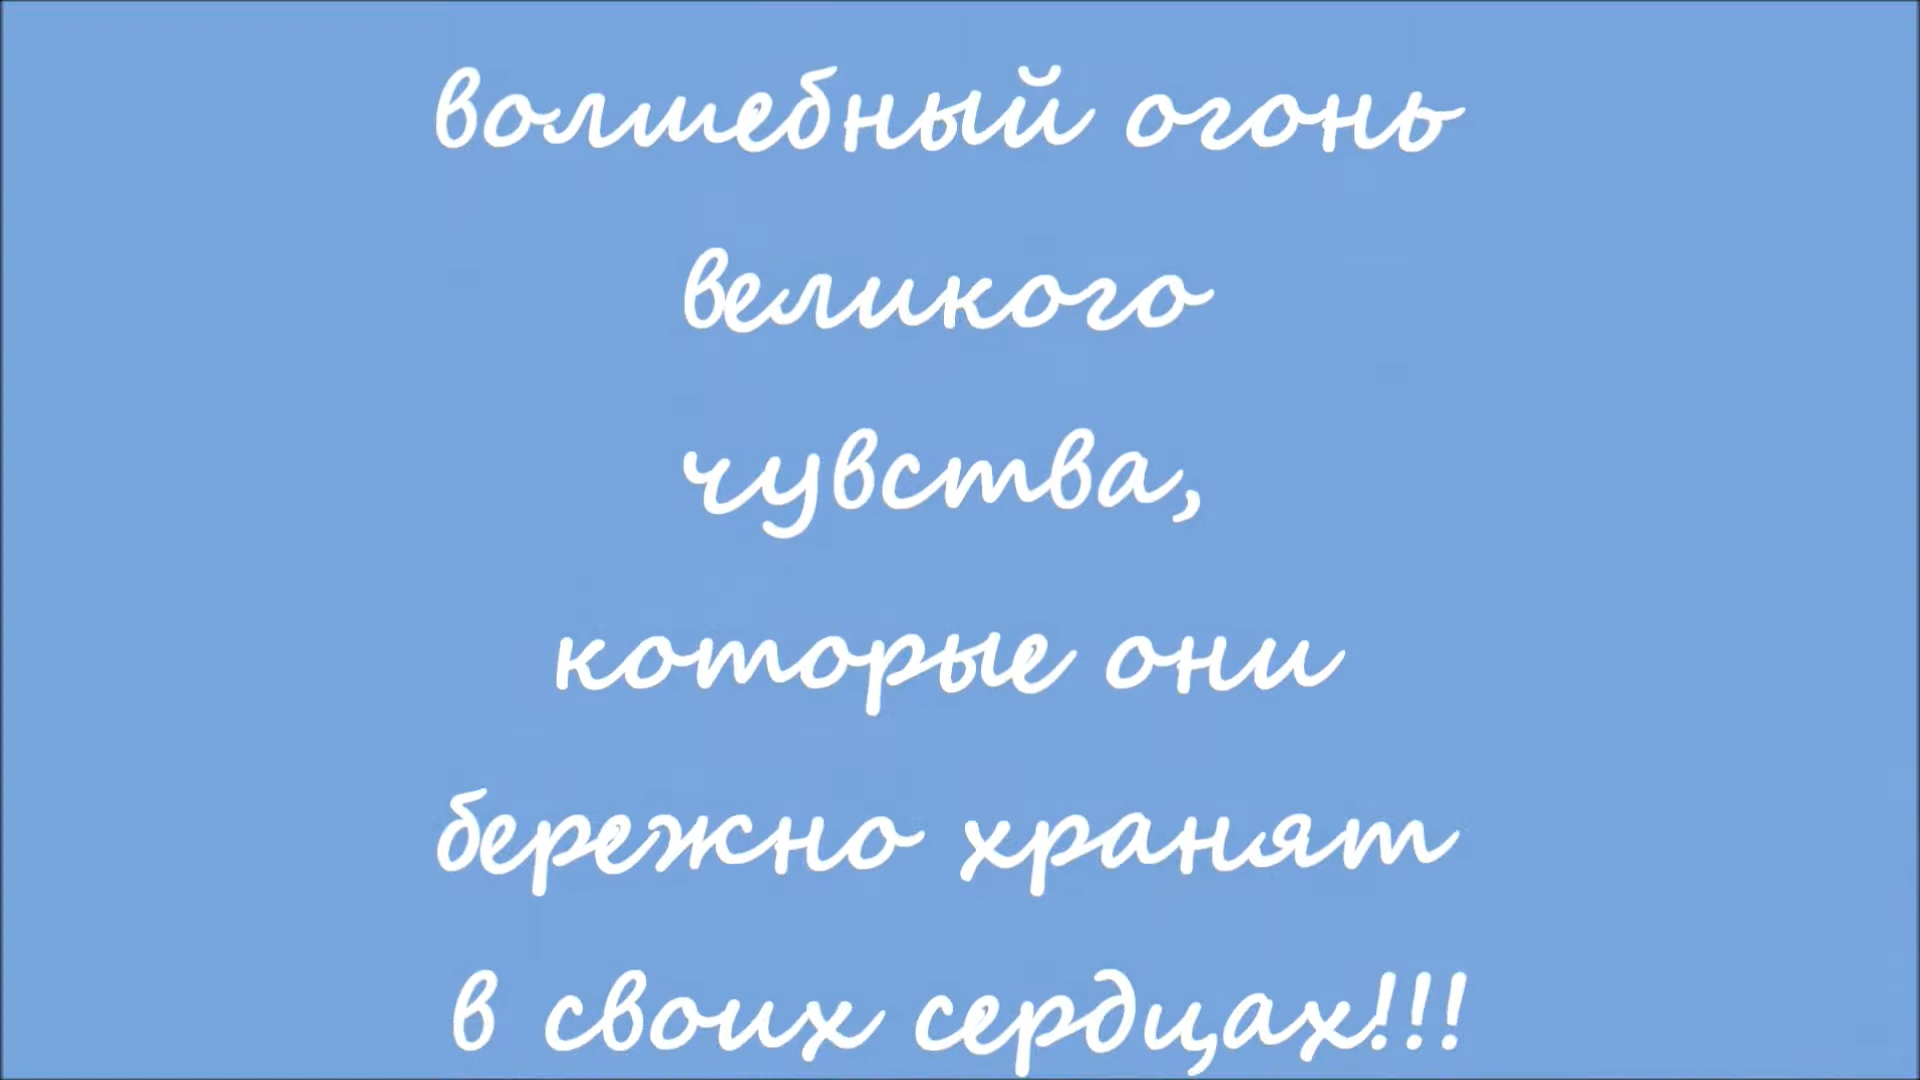 волшебный огонь
великого
чувства,
которые они
бережно хранят
в своих сердцах!!!